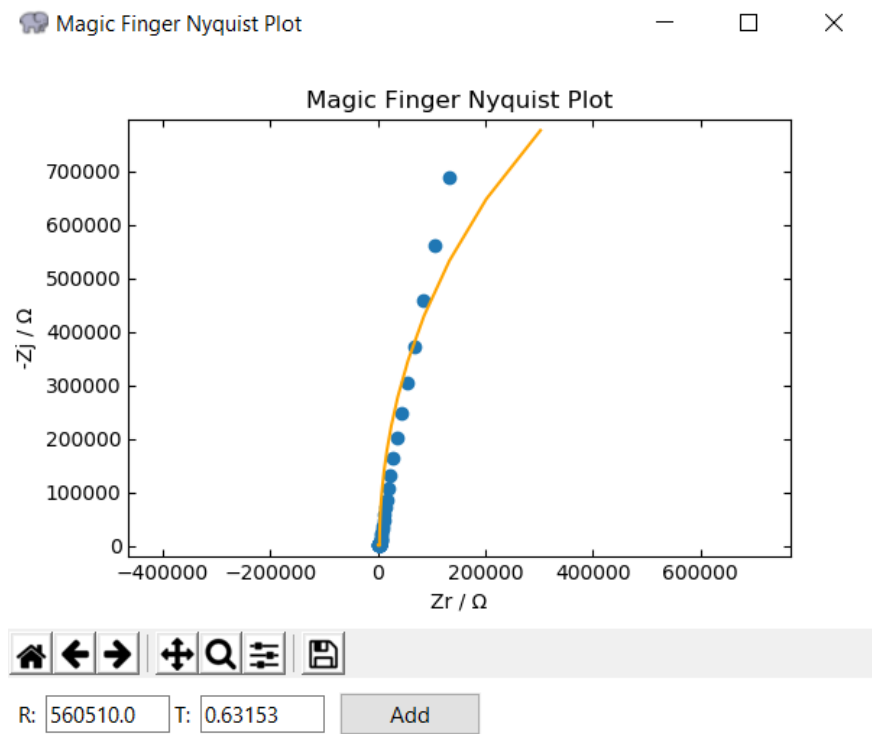 Magic Finger Nyquist Plot
Magic Finger Nyquist Plot
700000
600000
500000
400000
300000
200000
100000
0
-Zj / Ω
−400000 −200000 0 200000 400000 600000
Zr / Ω
R: 560510.0 T: 0.63153 Add